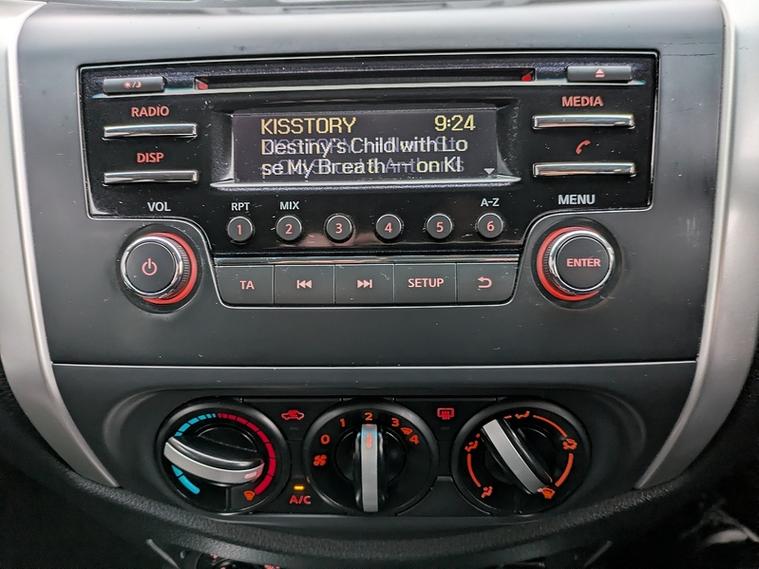 RADIO
MEDIA
KISSTORY 9:24
Destiny's Child with
se My Breath — on KI
DISP
VOL
RPT
MIX
A-Z
MENU
1
2
3
4
5
6
ENTER
TA
SETUP
0 1 2 3 4
A/C